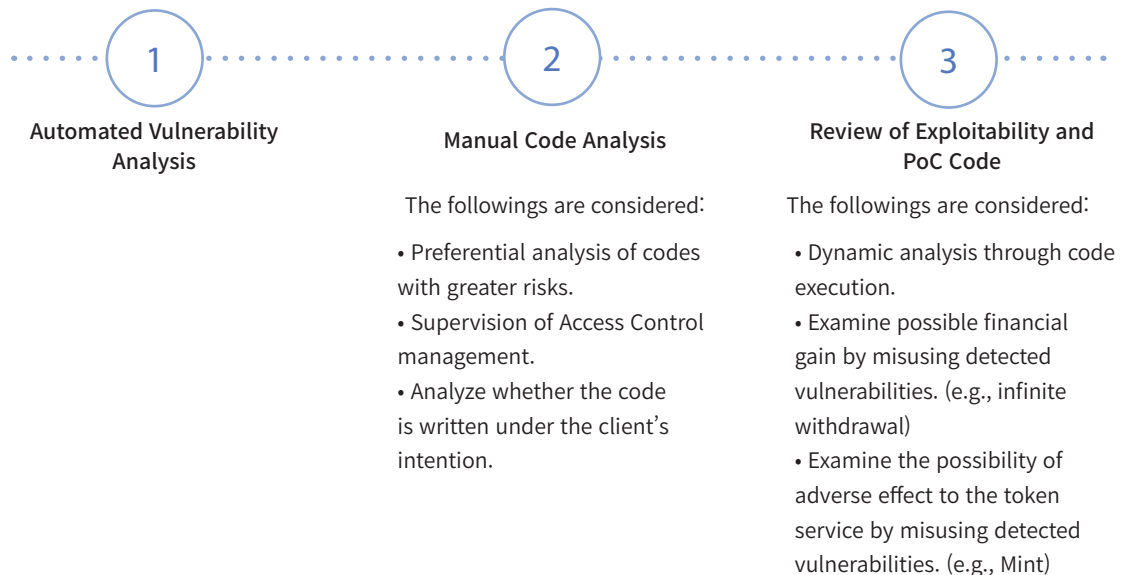 1
Automated Vulnerability
Analysis
2
Manual Code Analysis
The followings are considered:
• Preferential analysis of codes
with greater risks.
• Supervision of Access Control
management.
• Analyze whether the code
is written under the client’s
intention.
3
Review of Exploitability and
PoC Code
The followings are considered:
• Dynamic analysis through code
execution.
• Examine possible financial
gain by misusing detected
vulnerabilities. (e.g., infinite
withdrawal)
• Examine the possibility of
adverse effect to the token
service by misusing detected
vulnerabilities. (e.g., Mint)